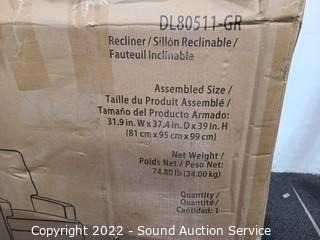 DL80511-GR
Recliner / Sillón Reclinable /
Fauteuil Inclinable
Assembled Size /
Taille du Produit Assemblé /
Tamaño del Producto Armado:
31.9 in. W x 37.4 in. D x 39 in. H
(81 cm x 95 cm x 99 cm)
Net Weight /
Poids Net / Peso Net:
74.80 lb (34.00 kg)
Quantity /
Quantité /
Cantidad: 1
Copyright 2022 - Sound Auction Service